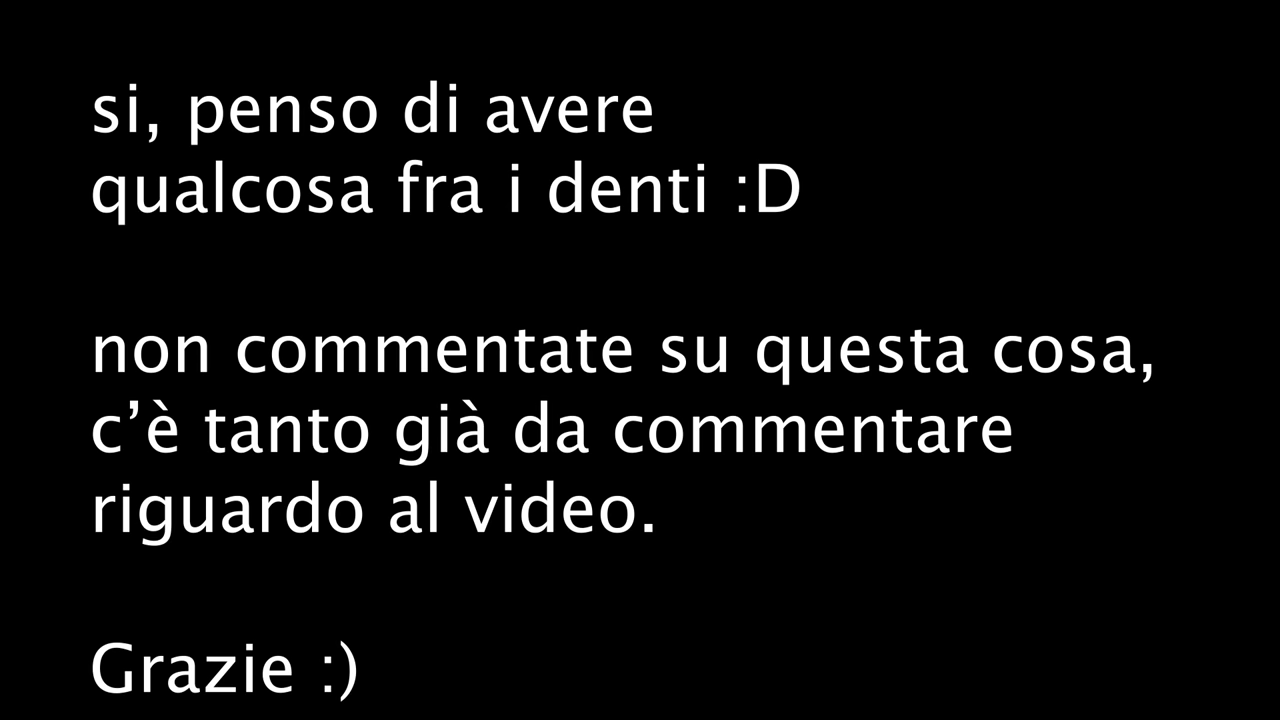 si, penso di avere
qualcosa fra i denti :D
non commentate su questa cosa,
c’è tanto già da commentare
riguardo al video.
Grazie :)